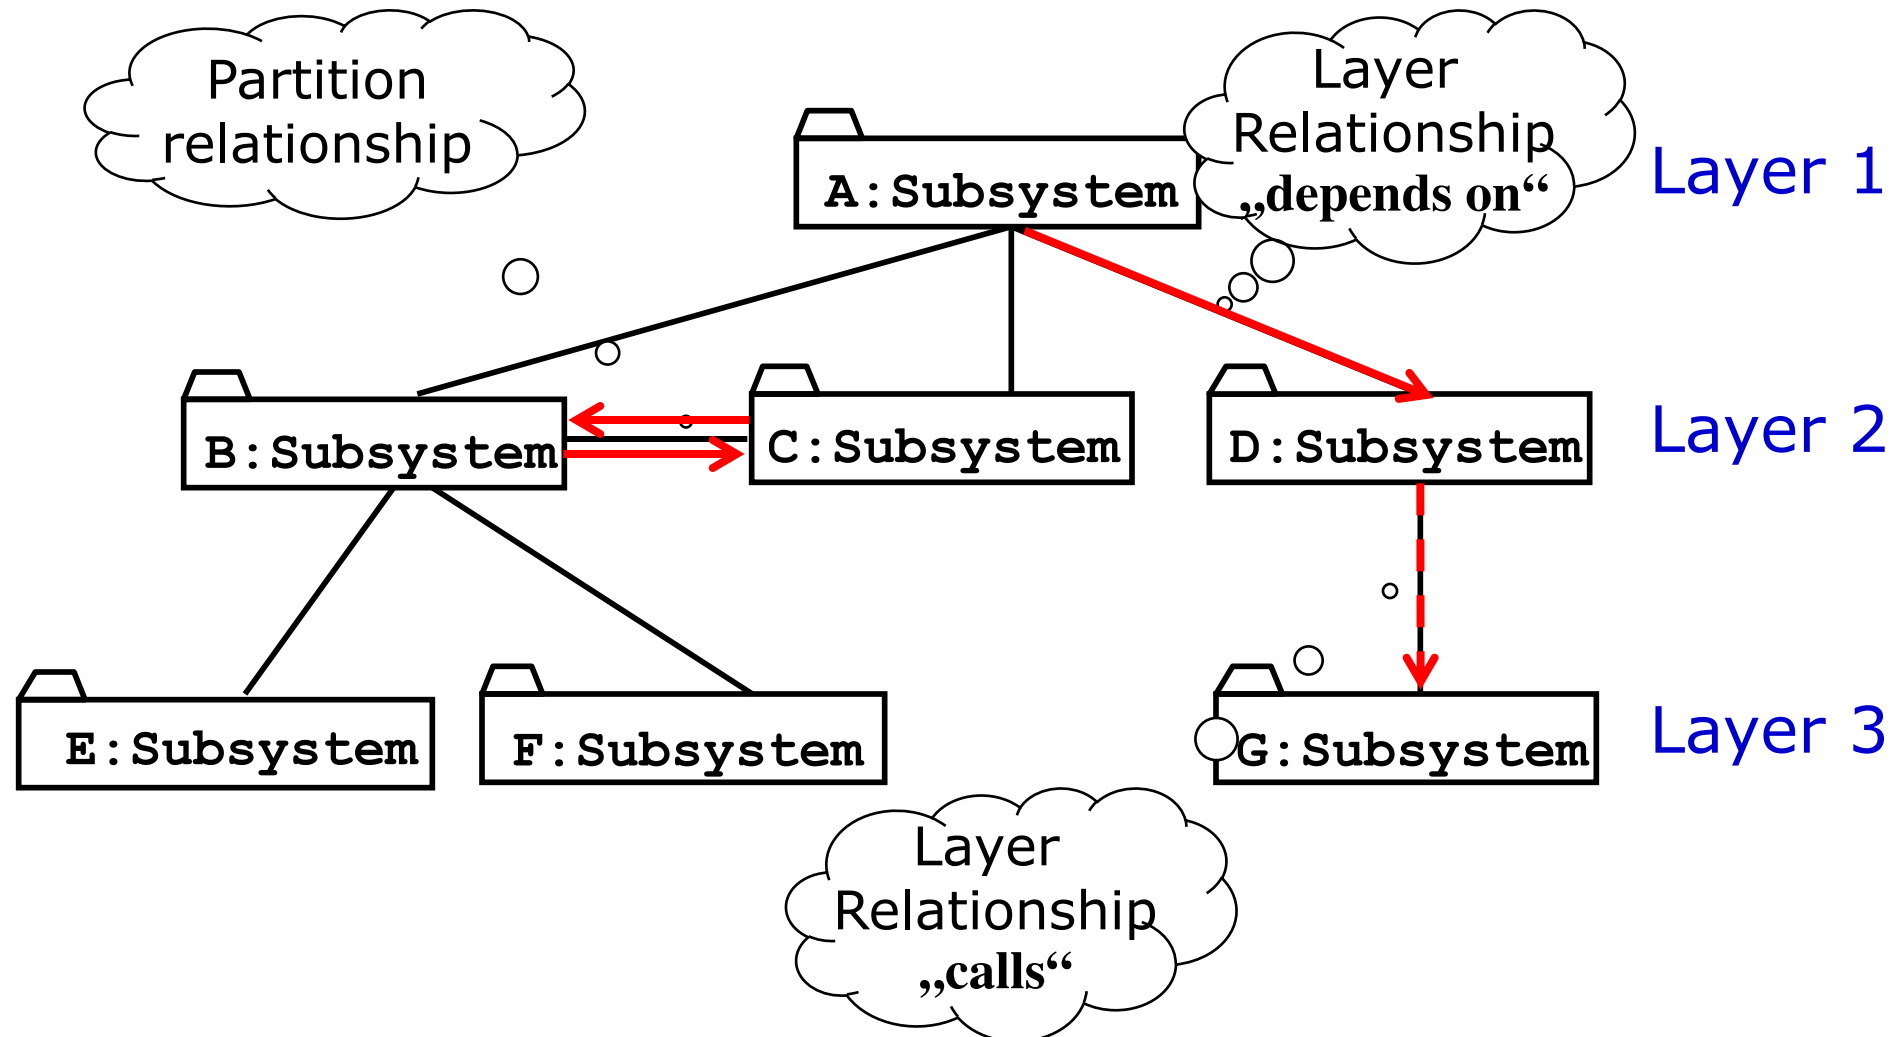 Partition
relationship
Layer
Relationship
„depends on“
A:Subsystem
Layer 1
B:Subsystem
C:Subsystem
D:Subsystem
Layer 2
E:Subsystem
F:Subsystem
G:Subsystem
Layer 3
Layer
Relationship
„calls“